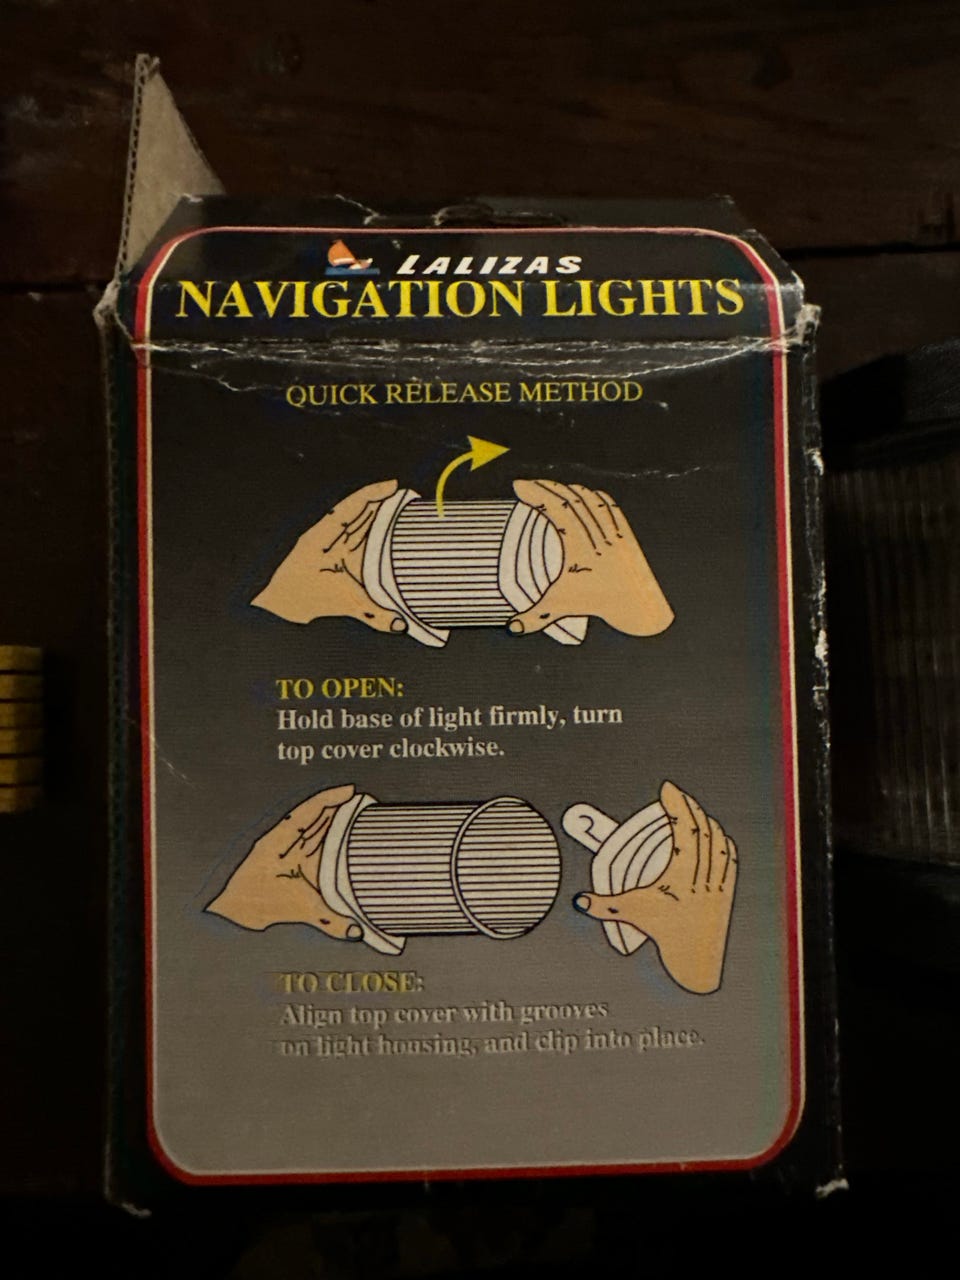 LALIZAS
NAVIGATION LIGHTS
QUICK RELEASE METHOD
TO OPEN:
Hold base of light firmly, turn
top cover clockwise.
TO CLOSE:
Align top cover with grooves
on light housing, and clip into place.